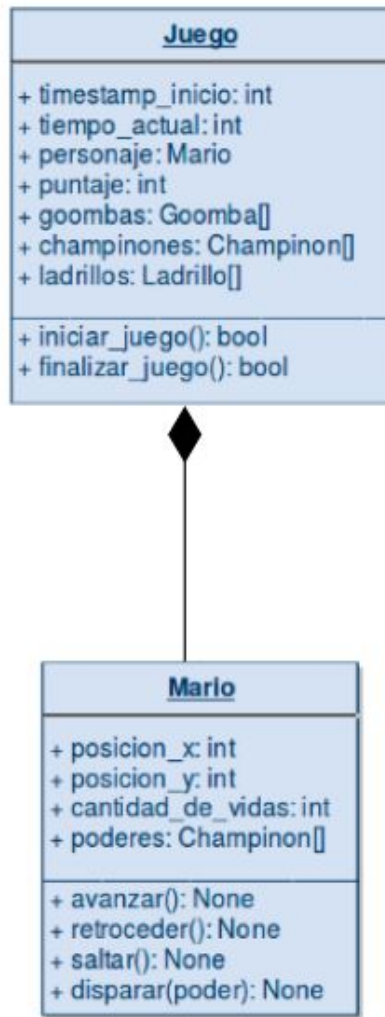 Juego
+ timestamp_inicio: int
+ tiempo_actual: int
+ personaje: Mario
+ puntaje: int
+ goombas: Goomba[]
+ champinones: Champinon[]
+ ladrillos: Ladrillo[]
+ iniciar_juego(): bool
+ finalizar_juego(): bool
Mario
+ posicion_x: int
+ posicion_y: int
+ cantidad_de_vidas: int
+ poderes: Champinon[]
+ avanzar(): None
+ retroceder(): None
+ saltar(): None
+ disparar(poder): None